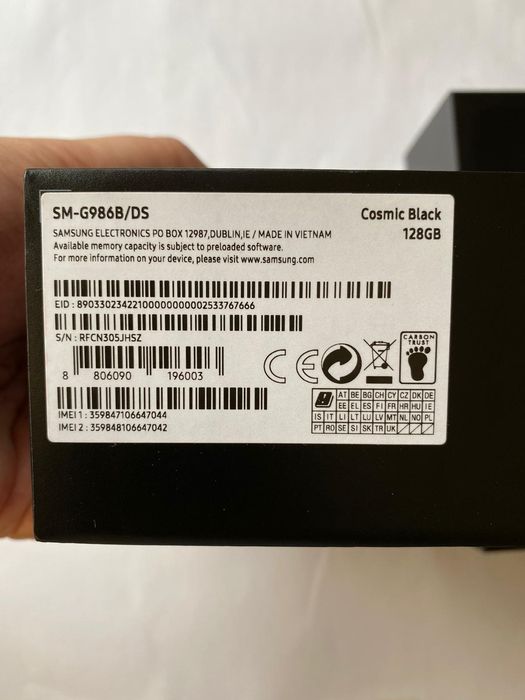 SM-G986B/DS
Cosmic Black
SAMSUNG ELECTRONICS PO BOX 12987,DUBLIN,IE / MADE IN VIETNAM
128GB
Available memory capacity is subject to preloaded software.
For more information on your device, please visit www.samsung.com
EID : 89033023422100000000002533767666
S/N : RFCN305JHSZ
8 806090 196003
IMEI 1 : 359847106647044
IMEI 2 : 359848106647042
CE
CARBON
TRUST
AT BE BG CH CY CZ DK DE
EE EL ES FI FR HR HU IE
IS IT LI LT LU LV MT NL NO PL
PT RO SE SI SK TR UK